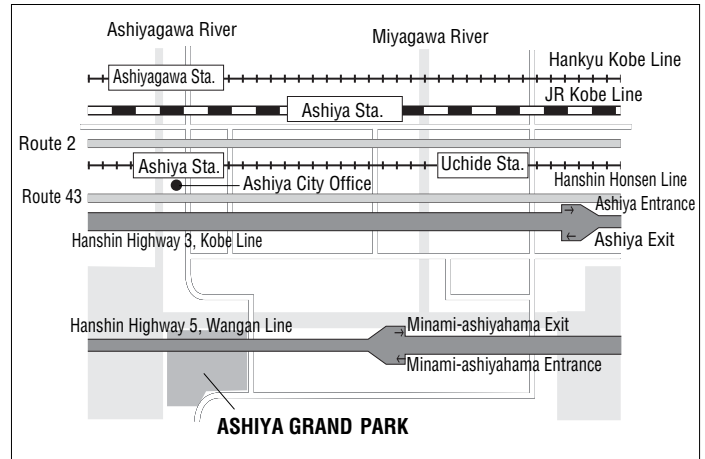 Ashiyagawa River
Miyagawa River
Hankyu Kobe Line
Ashiyagawa Sta.
JR Kobe Line
Ashiya Sta.
Route 2
Ashiya Sta.
Uchide Sta.
Ashiya City Office
Hanshin Honsen Line
Route 43
Ashiya Entrance
→
Hanshin Highway 3, Kobe Line
←
Ashiya Exit
Hanshin Highway 5, Wangan Line
Minami-ashiyahama Exit
→
←
Minami-ashiyahama Entrance
ASHIYA GRAND PARK